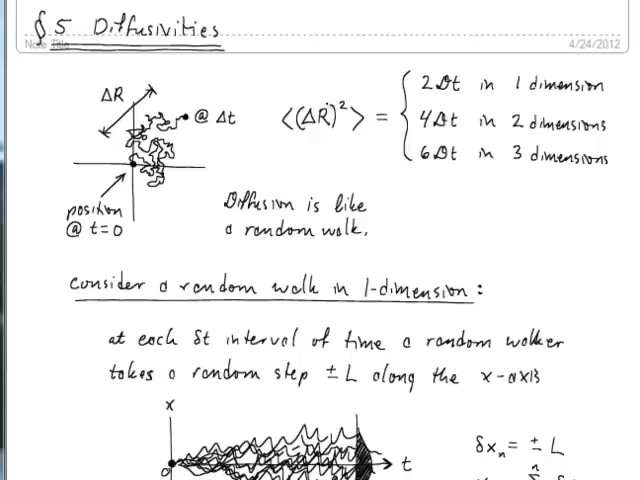 § 5 Diffusivities
Note Title
4/24/2012
ΔR
@ Δt
position
@ t=0
⟨(ΔR)²⟩ =
2Dt in 1 dimension
4Dt in 2 dimensions
6Dt in 3 dimensions
Diffusion is like
a random walk.
Consider a random walk in 1-dimension:
at each δt interval of time a random walker
takes a random step ± L along the x-axis
x
0
t
δxₙ = ± L